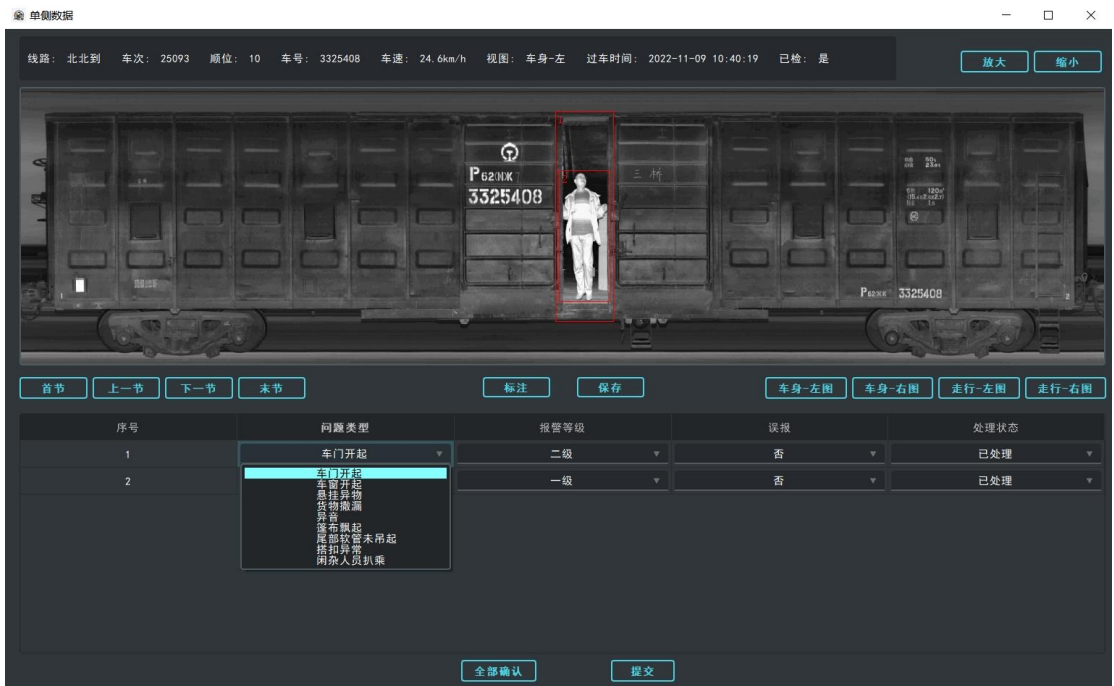 单侧数据
线路: 北北到 车次: 25093 顺位: 10 车号: 3325408 车速: 24.6km/h 视图: 车身-左 过车时间: 2022-11-09 10:40:19 已检: 是
放大 缩小
P62(N)K
3325408
三桥
P62NK 3325408
首节 上一节 下一节 末节 标注 保存 车身-左图 车身-右图 走行-左图 走行-右图
序号 问题类型 报警等级 误报 处理状态
1 车门开起 二级 否 已处理
2 一级 否 已处理
车门开起
车窗开起
悬挂异物
货物撒漏
异音
篷布飘起
尾部软管未吊起
搭扣异常
闲杂人员扒乘
全部确认 提交